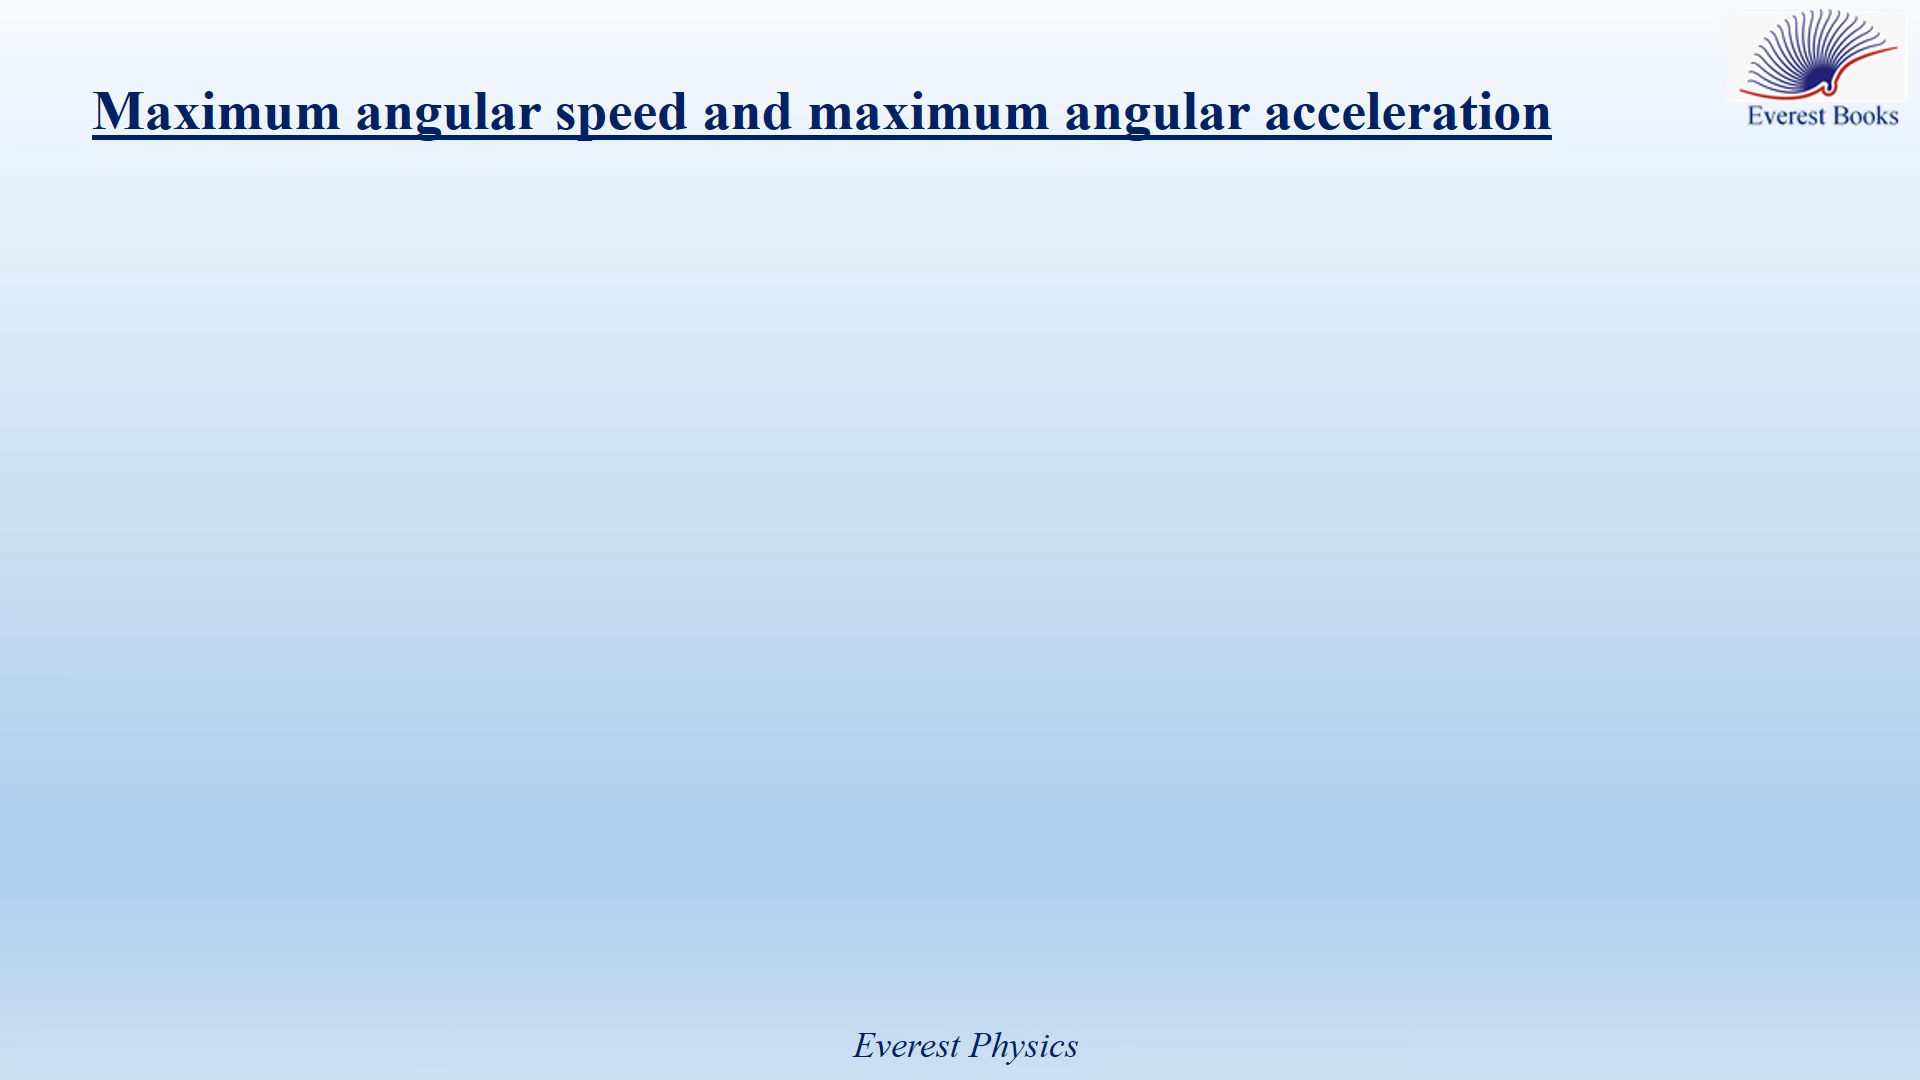 Maximum angular speed and maximum angular acceleration
Everest Books
Everest Physics